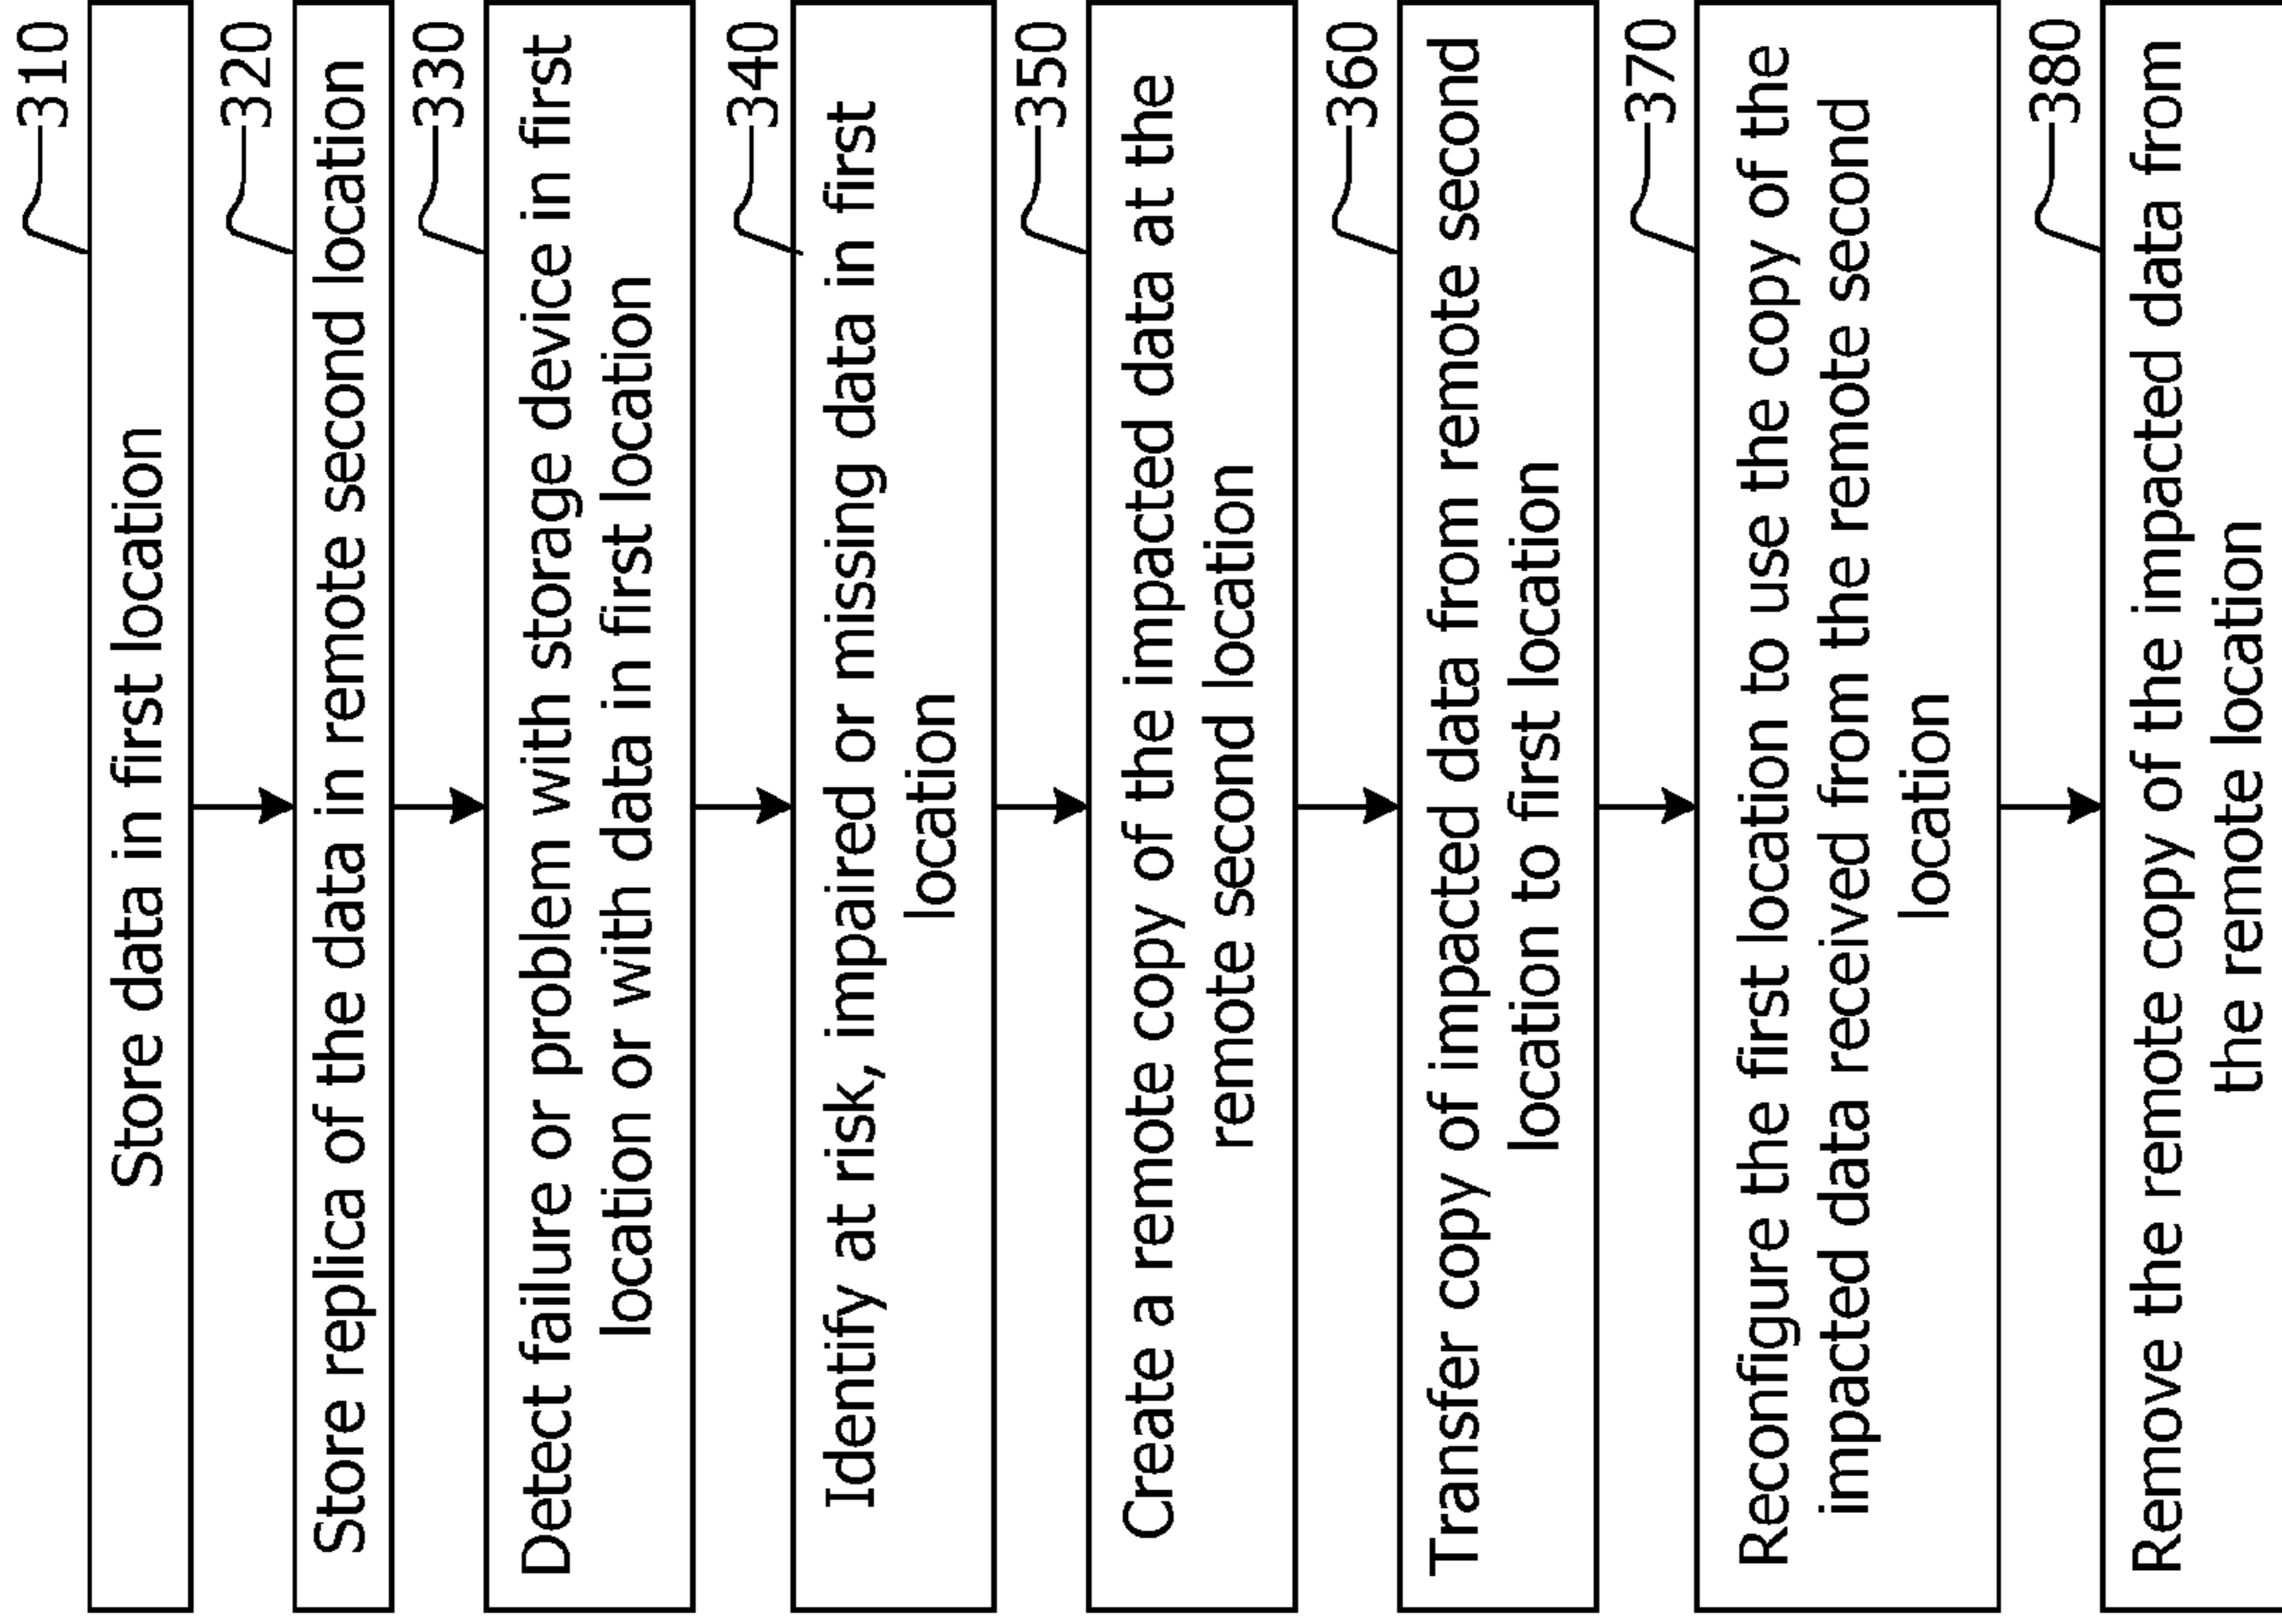 310
Store data in first location
320
Store replica of the data in remote second location
330
Detect failure or problem with storage device in first
location or with data in first location
340
Identify at risk, impaired or missing data in first
location
350
Create a remote copy of the impacted data at the
remote second location
360
Transfer copy of impacted data from remote second
location to first location
370
Reconfigure the first location to use the copy of the
impacted data received from the remote second
location
380
Remove the remote copy of the impacted data from
the remote location